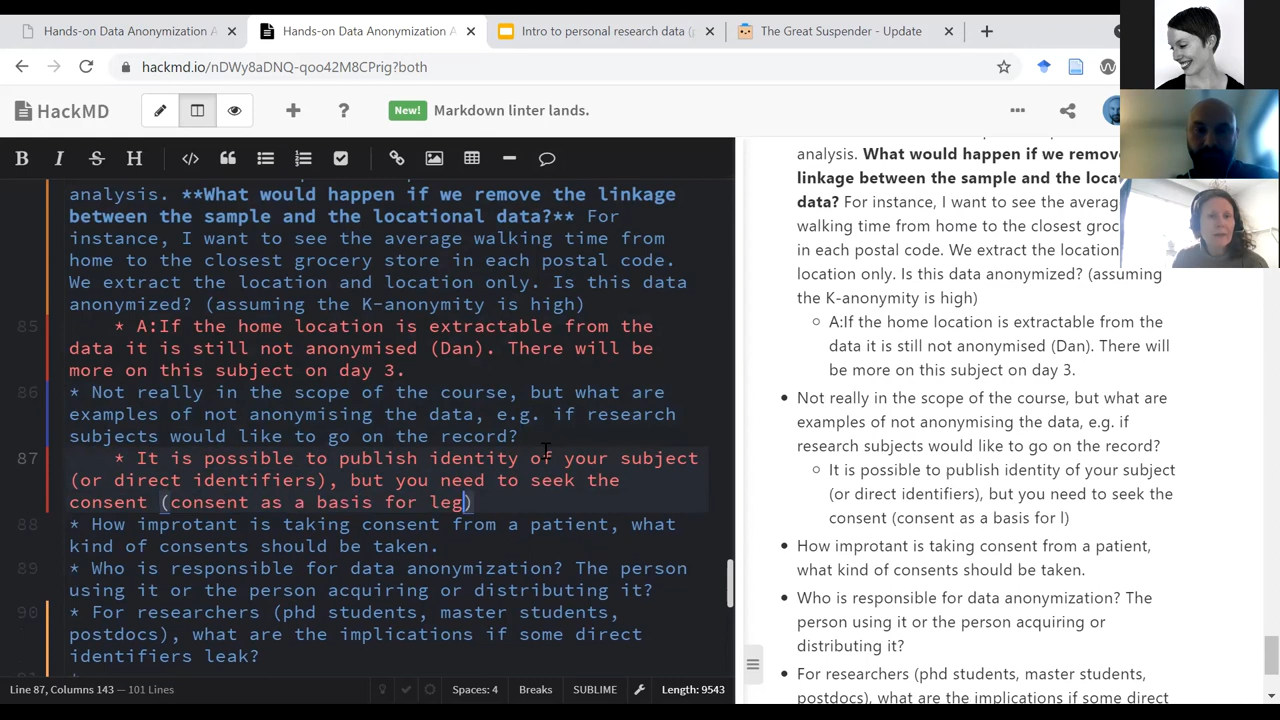 Hands-on Data Anonymization A
Hands-on Data Anonymization A
Intro to personal research data (
The Great Suspender - Update
hackmd.io/nDWy8aDNQ-qoo42M8CPrig?both
HackMD
New! Markdown linter lands.
analysis. **What would happen if we remove the linkage
between the sample and the locational data?** For
instance, I want to see the average walking time from
home to the closest grocery store in each postal code.
We extract the location and location only. Is this data
anonymized? (assuming the K-anonymity is high)
85
* A:If the home location is extractable from the
data it is still not anonymised (Dan). There will be
more on this subject on day 3.
86
* Not really in the scope of the course, but what are
examples of not anonymising the data, e.g. if research
subjects would like to go on the record?
87
* It is possible to publish identity of your subject
(or direct identifiers), but you need to seek the
consent (consent as a basis for leg)
88
* How improtant is taking consent from a patient, what
kind of consents should be taken.
89
* Who is responsible for data anonymization? The person
using it or the person acquiring or distributing it?
90
* For researchers (phd students, master students,
postdocs), what are the implications if some direct
identifiers leak?
Line 87, Columns 143 — 101 Lines
Spaces: 4
Breaks
SUBLIME
Length: 9543
analysis. What would happen if we remov
linkage between the sample and the locat
data? For instance, I want to see the average
walking time from home to the closest groc
in each postal code. We extract the location
location only. Is this data anonymized? (assuming
the K-anonymity is high)
A:If the home location is extractable from the
data it is still not anonymised (Dan). There will
be more on this subject on day 3.
Not really in the scope of the course, but what are
examples of not anonymising the data, e.g. if
research subjects would like to go on the record?
It is possible to publish identity of your subject
(or direct identifiers), but you need to seek the
consent (consent as a basis for l)
How improtant is taking consent from a patient,
what kind of consents should be taken.
Who is responsible for data anonymization? The
person using it or the person acquiring or
distributing it?
For researchers (phd students, master students,
postdocs), what are the implications if some direct